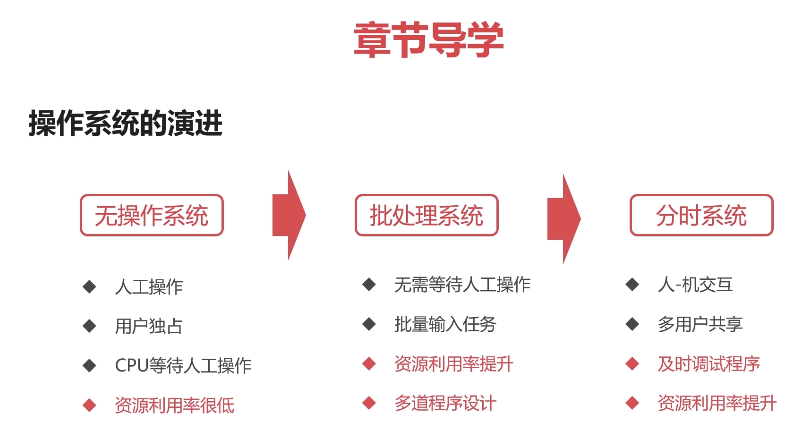 章节导学
操作系统的演进
无操作系统
人工操作
用户独占
CPU等待人工操作
资源利用率很低
批处理系统
无需等待人工操作
批量输入任务
资源利用率提升
多道程序设计
分时系统
人-机交互
多用户共享
及时调试程序
资源利用率提升